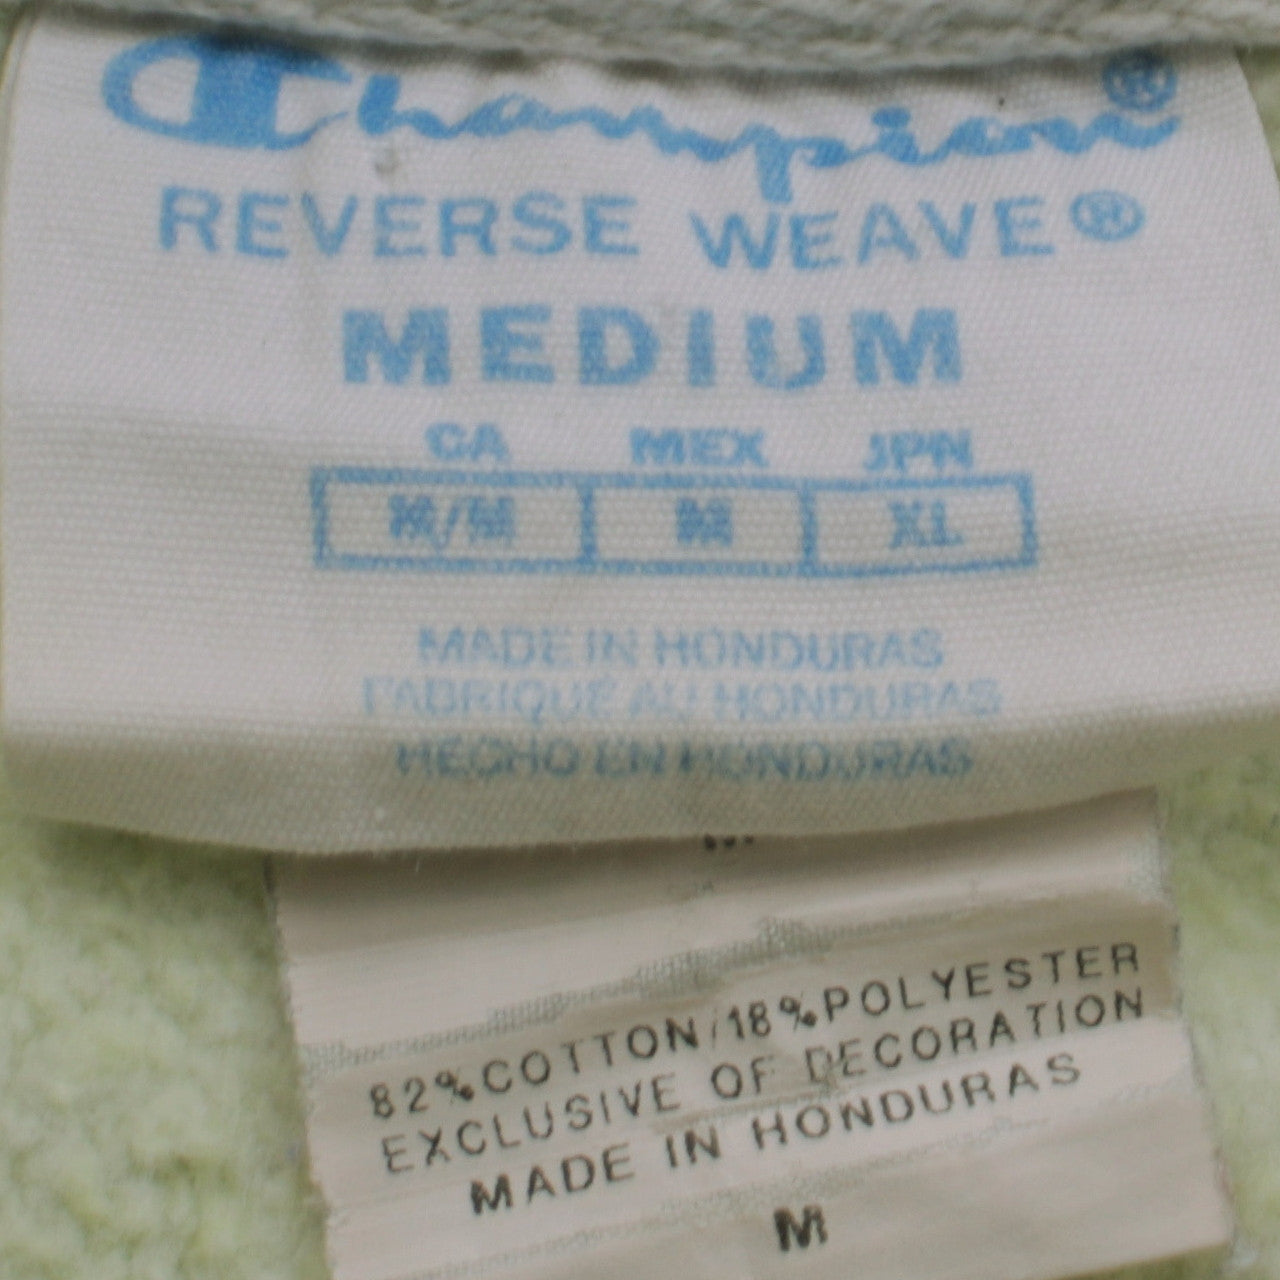 Champion®
REVERSE WEAVE®
MEDIUM
CA MEX JPN
M/M M XL
MADE IN HONDURAS
FABRIQUÉ AU HONDURAS
HECHO EN HONDURAS
82%COTTON/18%POLYESTER
EXCLUSIVE OF DECORATION
MADE IN HONDURAS
M